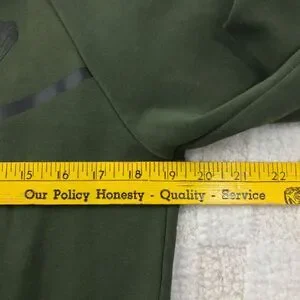 15 16 17 18 19 20 21 22
Our Policy Honesty - Quality - Service